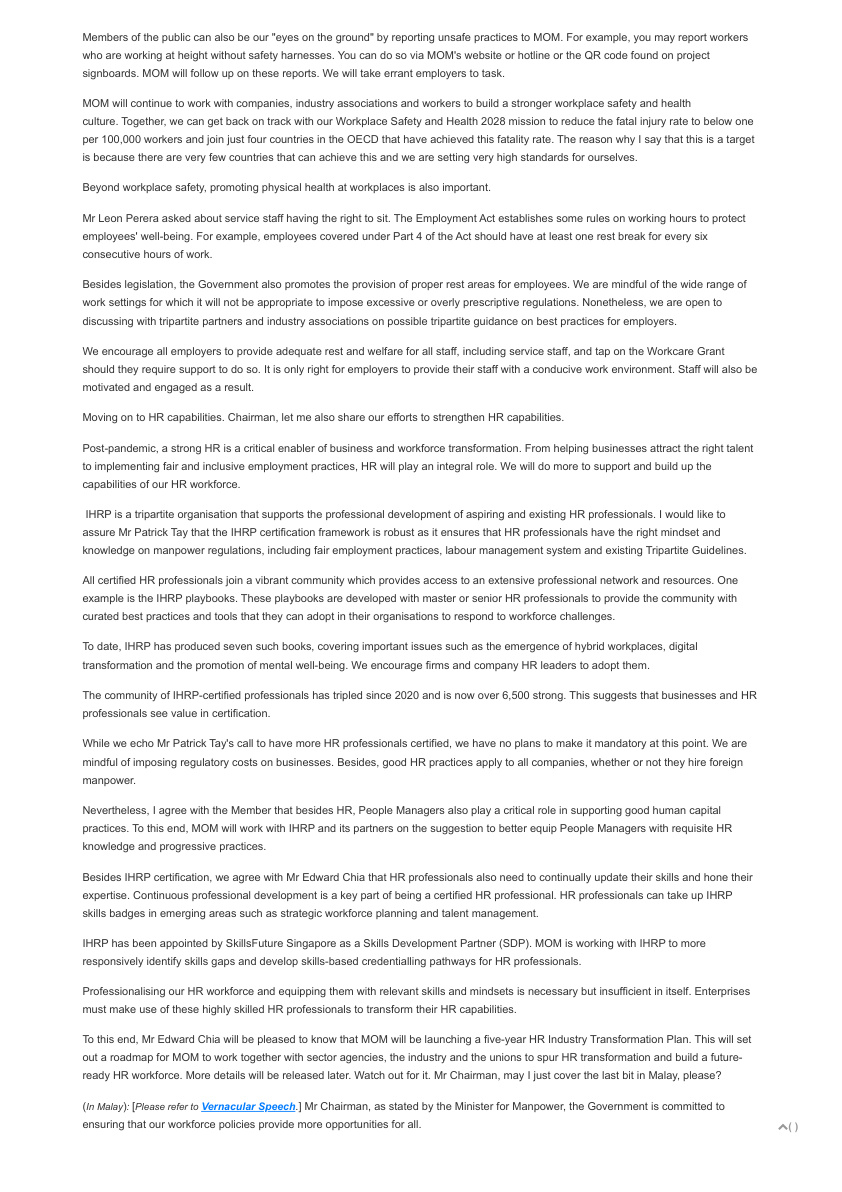 Members of the public can also be our "eyes on the ground" by reporting unsafe practices to MOM. For example, you may report workers
who are working at height without safety harnesses. You can do so via MOM's website or hotline or the QR code found on project
signboards. MOM will follow up on these reports. We will take errant employers to task.
MOM will continue to work with companies, industry associations and workers to build a stronger workplace safety and health
culture. Together, we can get back on track with our Workplace Safety and Health 2028 mission to reduce the fatal injury rate to below one
per 100,000 workers and join just four countries in the OECD that have achieved this fatality rate. The reason why I say that this is a target
is because there are very few countries that can achieve this and we are setting very high standards for ourselves.
Beyond workplace safety, promoting physical health at workplaces is also important.
Mr Leon Perera asked about service staff having the right to sit. The Employment Act establishes some rules on working hours to protect
employees' well-being. For example, employees covered under Part 4 of the Act should have at least one rest break for every six
consecutive hours of work.
Besides legislation, the Government also promotes the provision of proper rest areas for employees. We are mindful of the wide range of
work settings for which it will not be appropriate to impose excessive or overly prescriptive regulations. Nonetheless, we are open to
discussing with tripartite partners and industry associations on possible tripartite guidance on best practices for employers.
We encourage all employers to provide adequate rest and welfare for all staff, including service staff, and tap on the Workcare Grant
should they require support to do so. It is only right for employers to provide their staff with a conducive work environment. Staff will also be
motivated and engaged as a result.
Moving on to HR capabilities. Chairman, let me also share our efforts to strengthen HR capabilities.
Post-pandemic, a strong HR is a critical enabler of business and workforce transformation. From helping businesses attract the right talent
to implementing fair and inclusive employment practices, HR will play an integral role. We will do more to support and build up the
capabilities of our HR workforce.
IHRP is a tripartite organisation that supports the professional development of aspiring and existing HR professionals. I would like to
assure Mr Patrick Tay that the IHRP certification framework is robust as it ensures that HR professionals have the right mindset and
knowledge on manpower regulations, including fair employment practices, labour management system and existing Tripartite Guidelines.
All certified HR professionals join a vibrant community which provides access to an extensive professional network and resources. One
example is the IHRP playbooks. These playbooks are developed with master or senior HR professionals to provide the community with
curated best practices and tools that they can adopt in their organisations to respond to workforce challenges.
To date, IHRP has produced seven such books, covering important issues such as the emergence of hybrid workplaces, digital
transformation and the promotion of mental well-being. We encourage firms and company HR leaders to adopt them.
The community of IHRP-certified professionals has tripled since 2020 and is now over 6,500 strong. This suggests that businesses and HR
professionals see value in certification.
While we echo Mr Patrick Tay's call to have more HR professionals certified, we have no plans to make it mandatory at this point. We are
mindful of imposing regulatory costs on businesses. Besides, good HR practices apply to all companies, whether or not they hire foreign
manpower.
Nevertheless, I agree with the Member that besides HR, People Managers also play a critical role in supporting good human capital
practices. To this end, MOM will work with IHRP and its partners on the suggestion to better equip People Managers with requisite HR
knowledge and progressive practices.
Besides IHRP certification, we agree with Mr Edward Chia that HR professionals also need to continually update their skills and hone their
expertise. Continuous professional development is a key part of being a certified HR professional. HR professionals can take up IHRP
skills badges in emerging areas such as strategic workforce planning and talent management.
IHRP has been appointed by SkillsFuture Singapore as a Skills Development Partner (SDP). MOM is working with IHRP to more
responsively identify skills gaps and develop skills-based credentialling pathways for HR professionals.
Professionalising our HR workforce and equipping them with relevant skills and mindsets is necessary but insufficient in itself. Enterprises
must make use of these highly skilled HR professionals to transform their HR capabilities.
To this end, Mr Edward Chia will be pleased to know that MOM will be launching a five-year HR Industry Transformation Plan. This will set
out a roadmap for MOM to work together with sector agencies, the industry and the unions to spur HR transformation and build a future-
ready HR workforce. More details will be released later. Watch out for it. Mr Chairman, may I just cover the last bit in Malay, please?
(In Malay): [Please refer to Vernacular Speech.] Mr Chairman, as stated by the Minister for Manpower, the Government is committed to
ensuring that our workforce policies provide more opportunities for all.
( )